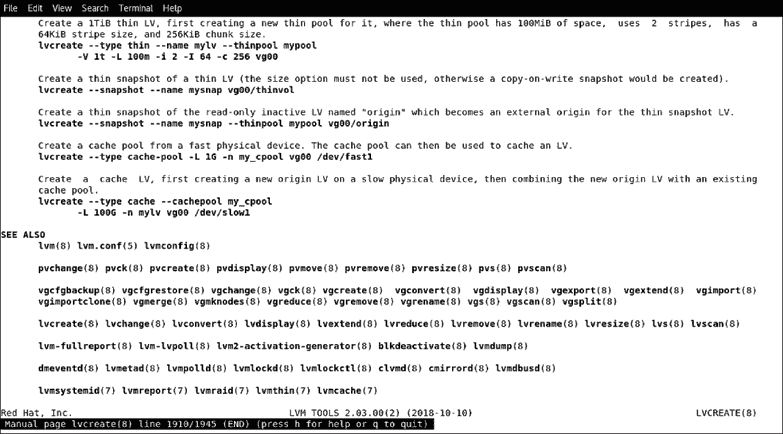 File Edit View Search Terminal Help
Create a 1TiB thin LV, first creating a new thin pool for it, where the thin pool has 100MiB of space, uses 2 stripes, has a
64KiB stripe size, and 256KiB chunk size.
lvcreate --type thin --name mylv --thinpool mypool
-V 1t -L 100m -i 2 -I 64 -c 256 vg00
Create a thin snapshot of a thin LV (the size option must not be used, otherwise a copy-on-write snapshot would be created).
lvcreate --snapshot --name mysnap vg00/thinvol
Create a thin snapshot of the read-only inactive LV named "origin" which becomes an external origin for the thin snapshot LV.
lvcreate --snapshot --name mysnap --thinpool mypool vg00/origin
Create a cache pool from a fast physical device. The cache pool can then be used to cache an LV.
lvcreate --type cache-pool -L 1G -n my_cpool vg00 /dev/fast1
Create a cache LV, first creating a new origin LV on a slow physical device, then combining the new origin LV with an existing
cache pool.
lvcreate --type cache --cachepool my_cpool
-L 100G -n mylv vg00 /dev/slow1
SEE ALSO
lvm(8) lvm.conf(5) lvmconfig(8)
pvchange(8) pvck(8) pvcreate(8) pvdisplay(8) pvmove(8) pvremove(8) pvresize(8) pvs(8) pvscan(8)
vgcfgbackup(8) vgcfgrestore(8) vgchange(8) vgck(8) vgcreate(8) vgconvert(8) vgdisplay(8) vgexport(8) vgextend(8) vgimport(8)
vgimportclone(8) vgmerge(8) vgmknodes(8) vgreduce(8) vgremove(8) vgrename(8) vgs(8) vgscan(8) vgsplit(8)
lvcreate(8) lvchange(8) lvconvert(8) lvdisplay(8) lvextend(8) lvreduce(8) lvremove(8) lvrename(8) lvresize(8) lvs(8) lvscan(8)
lvm-fullreport(8) lvm-lvpoll(8) lvm2-activation-generator(8) blkdeactivate(8) lvmdump(8)
dmeventd(8) lvmetad(8) lvmpolld(8) lvmlockd(8) lvmlockctl(8) clvmd(8) cmirrord(8) lvmdbusd(8)
lvmsystemid(7) lvmreport(7) lvmraid(7) lvmthin(7) lvmcache(7)
Red Hat, Inc. LVM TOOLS 2.03.00(2) (2018-10-10) LVCREATE(8)
Manual page lvcreate(8) line 1910/1945 (END) (press h for help or q to quit)